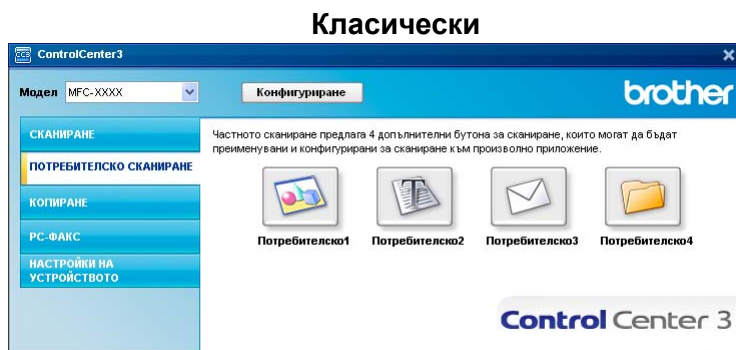 Класически
CC3 ControlCenter3
Модел MFC-XXXX Конфигуриране brother
СКАНИРАНЕ
ПОТРЕБИТЕЛСКО СКАНИРАНЕ
КОПИРАНЕ
PC-ФАКС
НАСТРОЙКИ НА
УСТРОЙСТВОТО
Частното сканиране предлага 4 допълнителни бутона за сканиране, които могат да бъдат
преименувани и конфигурирани за сканиране към произволно приложение.
Потребителско1 Потребителско2 Потребителско3 Потребителско4
Control Center 3